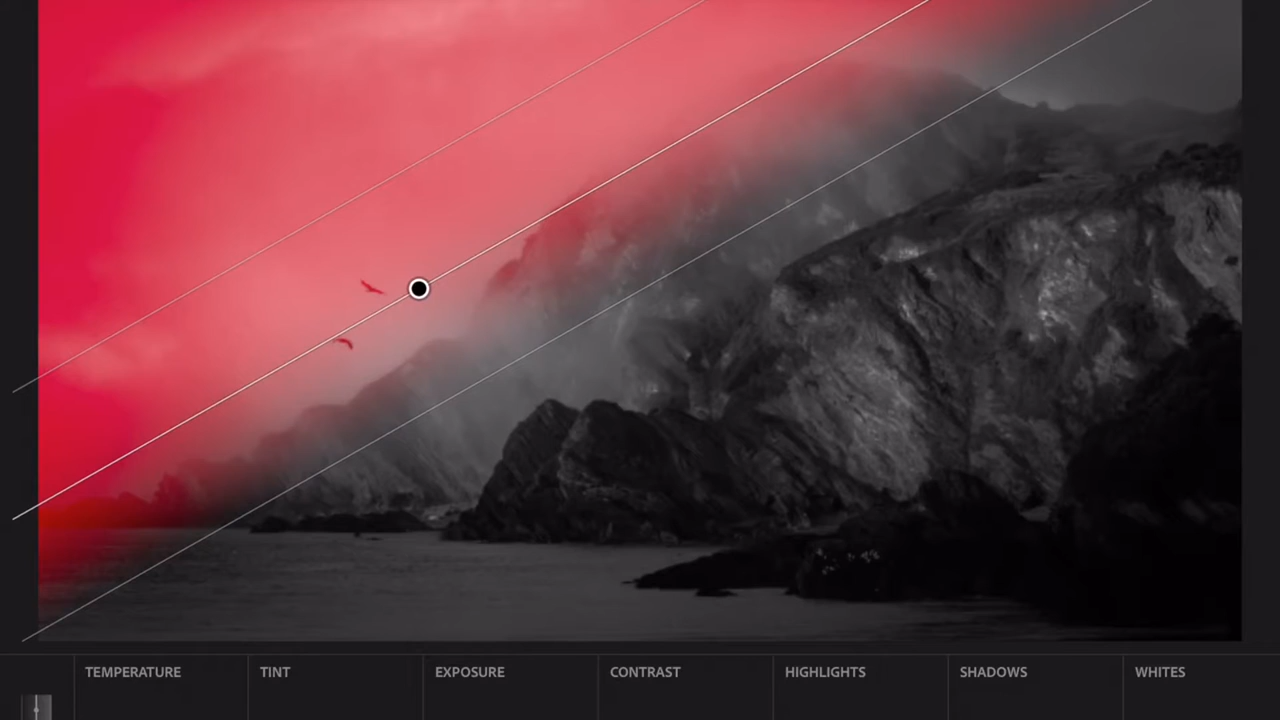 TEMPERATURE
TINT
EXPOSURE
CONTRAST
HIGHLIGHTS
SHADOWS
WHITES